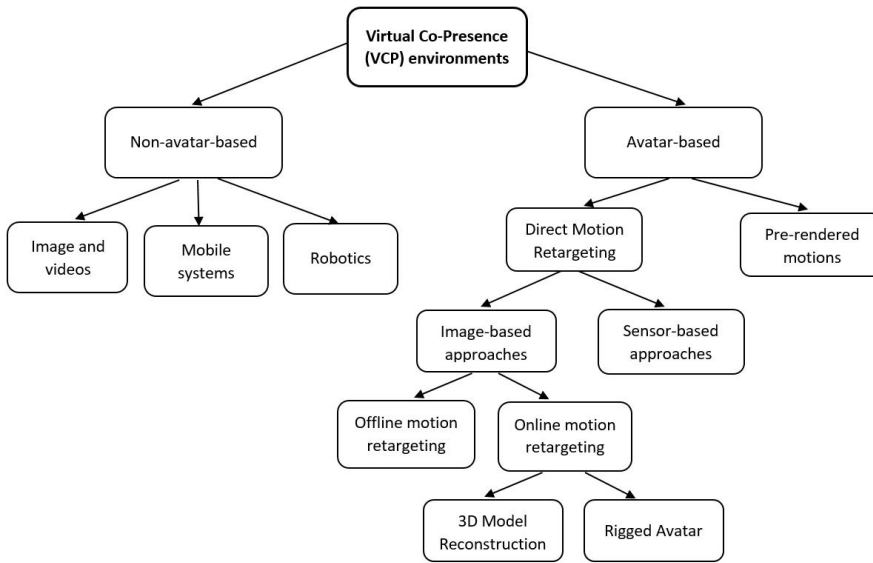 Virtual Co-Presence
(VCP) environments
Non-avatar-based
Avatar-based
Image and
videos
Mobile
systems
Robotics
Direct Motion
Retargeting
Pre-rendered
motions
Image-based
approaches
Sensor-based
approaches
Offline motion
retargeting
Online motion
retargeting
3D Model
Reconstruction
Rigged Avatar